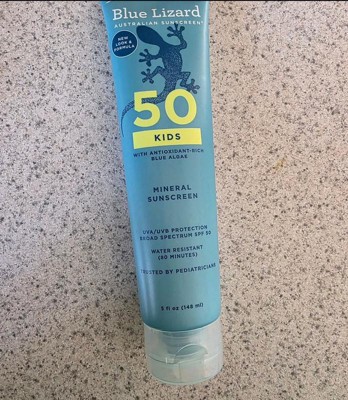 Blue Lizard
AUSTRALIAN SUNSCREEN
NEW
LOOK &
FORMULA
50
KIDS
WITH ANTIOXIDANT-RICH
BLUE ALGAE
MINERAL
SUNSCREEN
UVA/UVB PROTECTION
BROAD SPECTRUM SPF 50
WATER RESISTANT
(80 MINUTES)
TRUSTED BY PEDIATRICIANS
5 fl oz (148 ml)